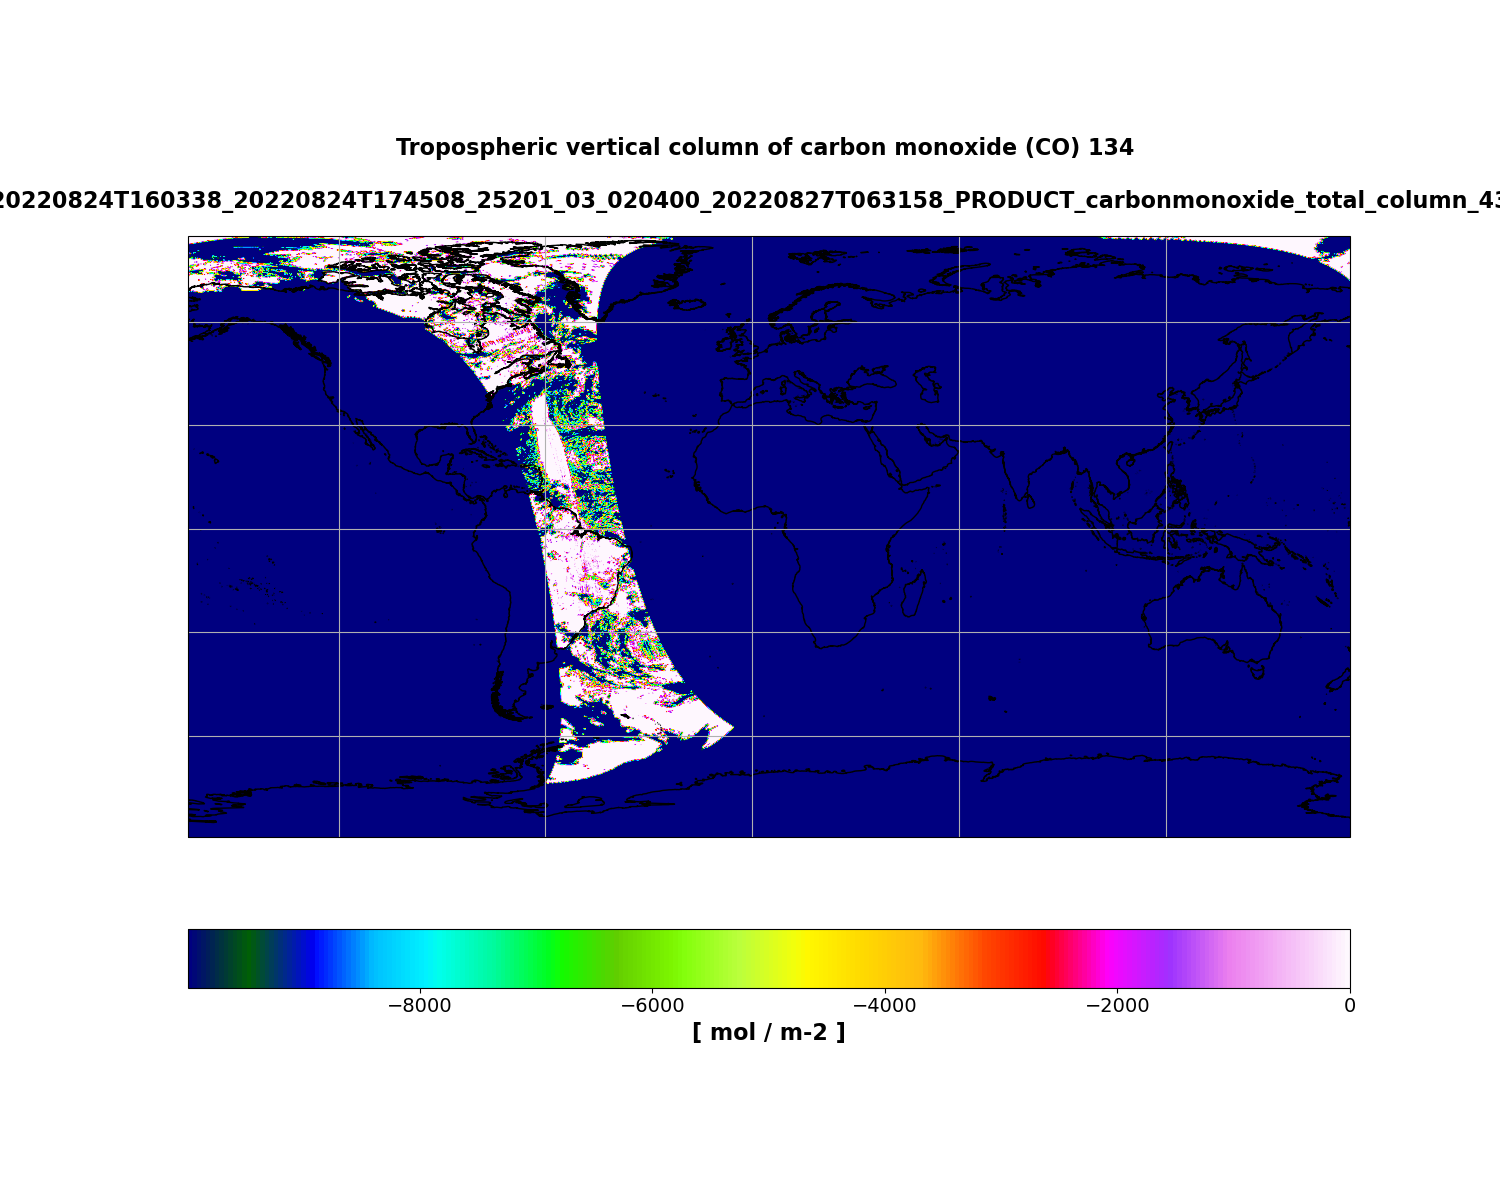 Tropospheric vertical column of carbon monoxide (CO) 134
20220824T160338_20220824T174508_25201_03_020400_20220827T063158_PRODUCT_carbonmonoxide_total_column_43
−8000 −6000 −4000 −2000 0
[ mol / m-2 ]